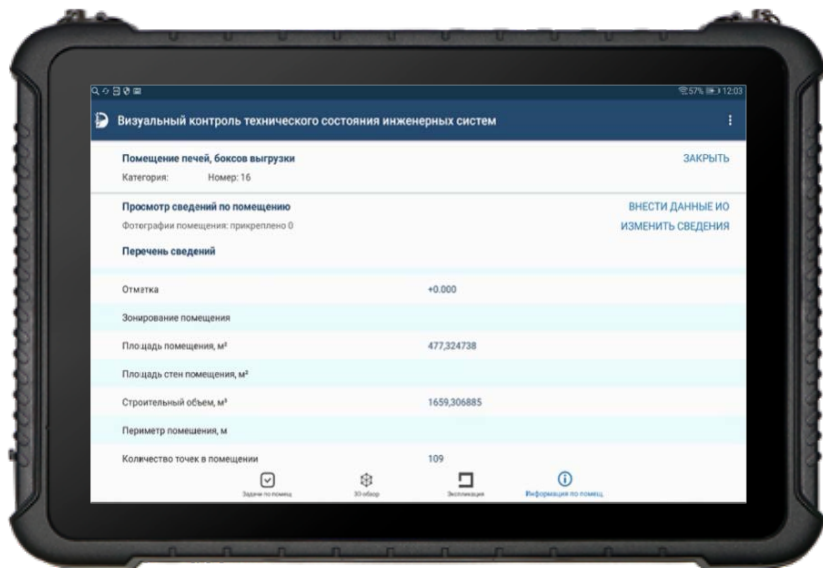 57% 12:03
Визуальный контроль технического состояния инженерных систем
Помещение печей, боксов выгрузки
ЗАКРЫТЬ
Категория: Номер: 16
Просмотр сведений по помещению
ВНЕСТИ ДАННЫЕ ИО
Фотографии помещения: прикреплено 0
ИЗМЕНИТЬ СВЕДЕНИЯ
Перечень сведений
Отметка +0.000
Зонирование помещения
Площадь помещения, м² 477,324738
Площадь стен помещения, м²
Строительный объем, м³ 1659,306885
Периметр помещения, м
Количество точек в помещении 109
Задачи по помещ. 3D-обзор Экспликация Информация по помещ.